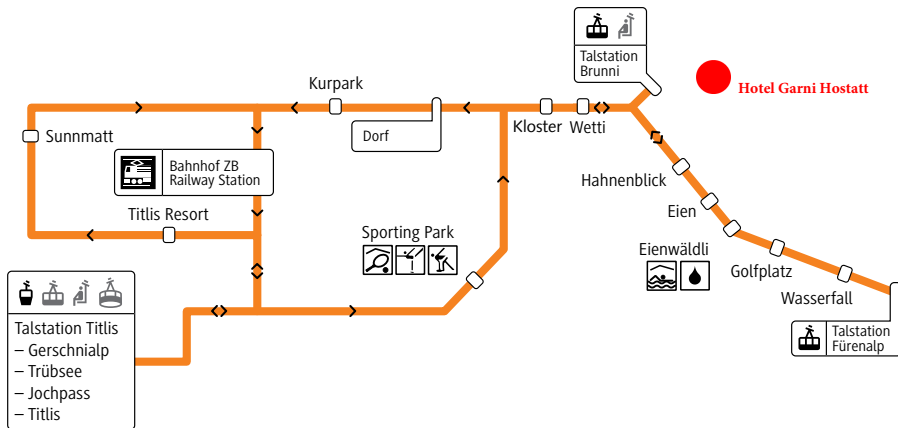 Talstation
Brunni
Hotel Garni Hostatt
Kurpark
Sunnmatt
Dorf
Kloster
Wetti
Bahnhof ZB
Railway Station
Hahnenblick
Titlis Resort
Eien
Sporting Park
Eienwäldli
Golfplatz
Wasserfall
Talstation Titlis
– Gerschnialp
– Trübsee
– Jochpass
– Titlis
Talstation
Fürenalp